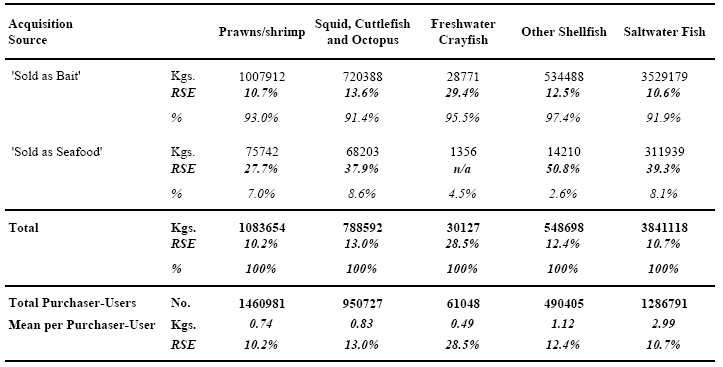 Acquisition Source Prawns/shrimp Squid, Cuttlefish and Octopus Freshwater Crayfish Other Shellfish Saltwater Fish
'Sold as Bait' Kgs. 1007912 720388 28771 534488 3529179
RSE 10.7% 13.6% 29.4% 12.5% 10.6%
% 93.0% 91.4% 95.5% 97.4% 91.9%
'Sold as Seafood' Kgs. 75742 68203 1356 14210 311939
RSE 27.7% 37.9% n/a 50.8% 39.3%
% 7.0% 8.6% 4.5% 2.6% 8.1%
Total Kgs. 1083654 788592 30127 548698 3841118
RSE 10.2% 13.0% 28.5% 12.4% 10.7%
% 100% 100% 100% 100% 100%
Total Purchaser-Users No. 1460981 950727 61048 490405 1286791
Mean per Purchaser-User Kgs. 0.74 0.83 0.49 1.12 2.99
RSE 10.2% 13.0% 28.5% 12.4% 10.7%